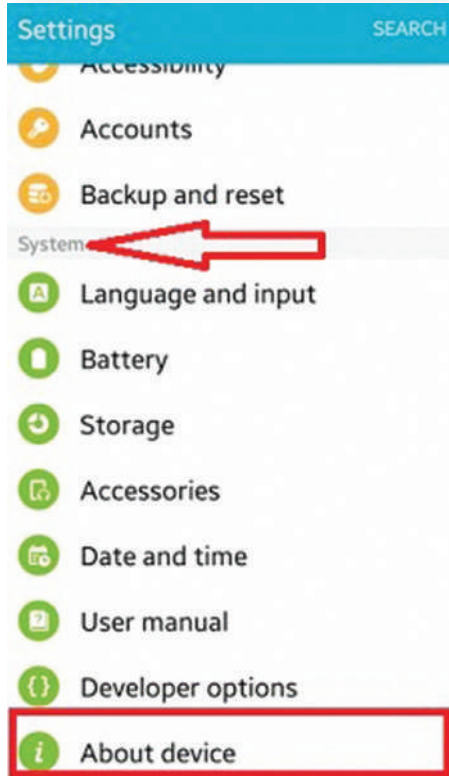 Settings
SEARCH
Accessibility
Accounts
Backup and reset
System
A
Language and input
Battery
Storage
Accessories
Date and time
?
User manual
{}
Developer options
i
About device